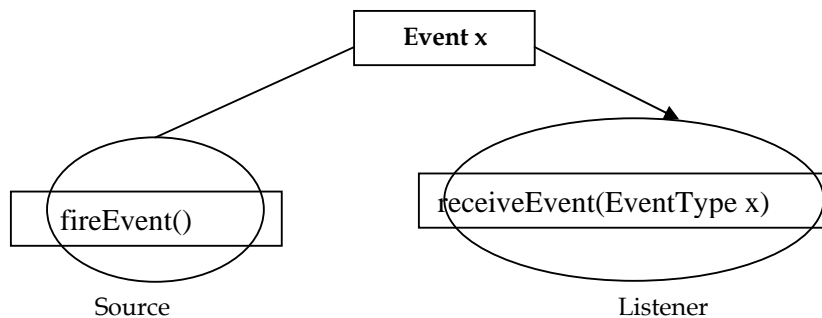 Event x
fireEvent()
receiveEvent(EventType x)
Source
Listener